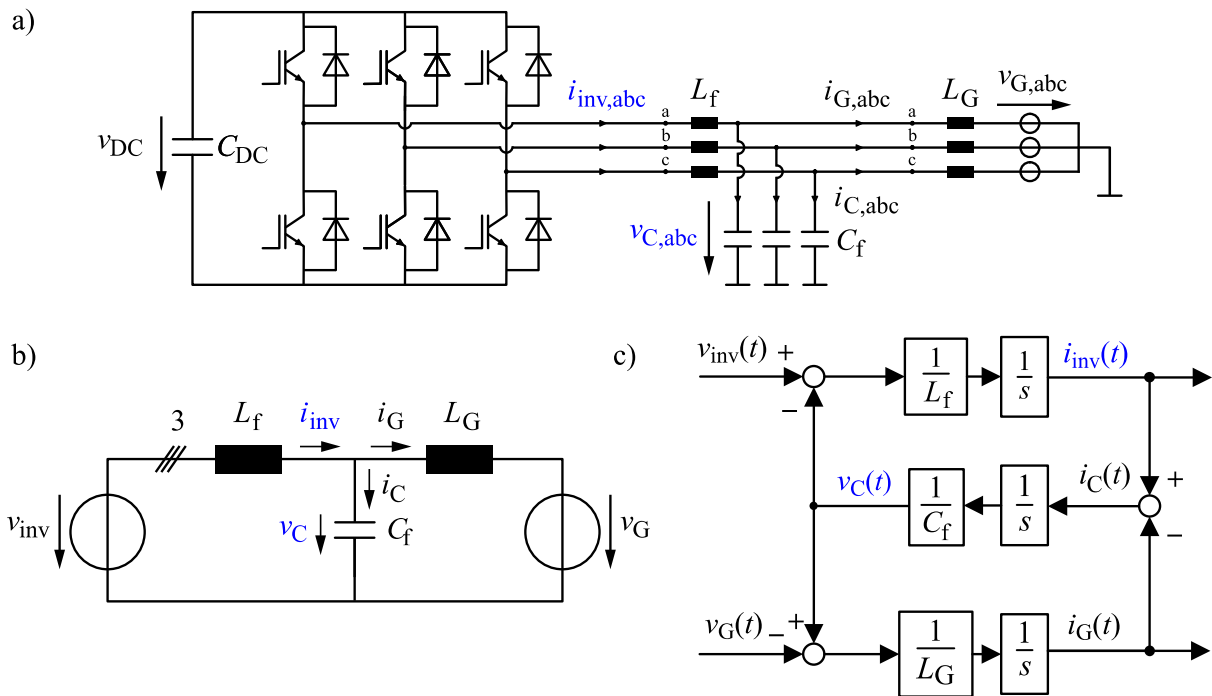 a)
i_inv,abc L_f i_G,abc L_G v_G,abc
a a
b b
c c
v_DC C_DC
i_C,abc
v_C,abc C_f
b)
3 L_f i_inv i_G L_G
i_C
v_inv v_C C_f v_G
c)
v_inv(t) + 1/L_f 1/s i_inv(t)
−
v_C(t) 1/C_f 1/s i_C(t) +
−
v_G(t) − + 1/L_G 1/s i_G(t)